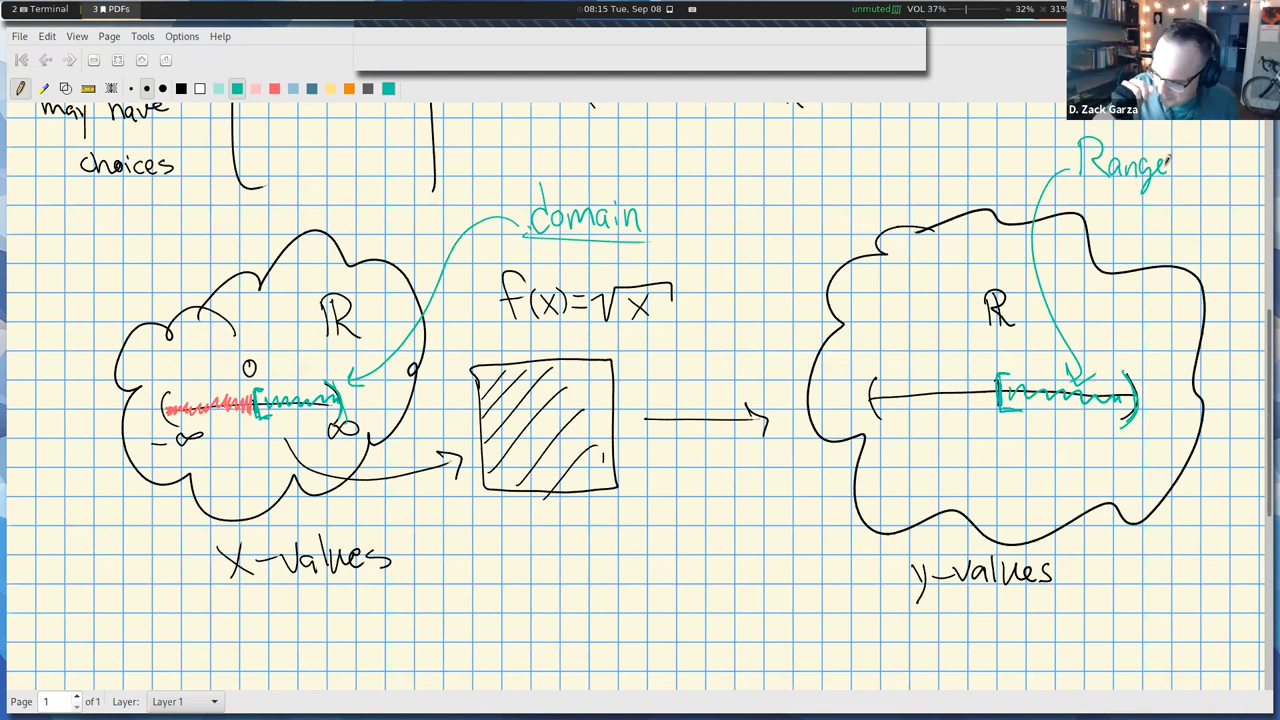 2 Terminal 3 PDFs 08:15 Tue, Sep 08 unmuted VOL 37% 32% 31%
File Edit View Page Tools Options Help
D. Zack Garza
may have
choices
Range
domain
f(x)=√x
ℝ
ℝ
0
-∞ ∞
x-values
y-values
Page 1 of 1 Layer: Layer 1